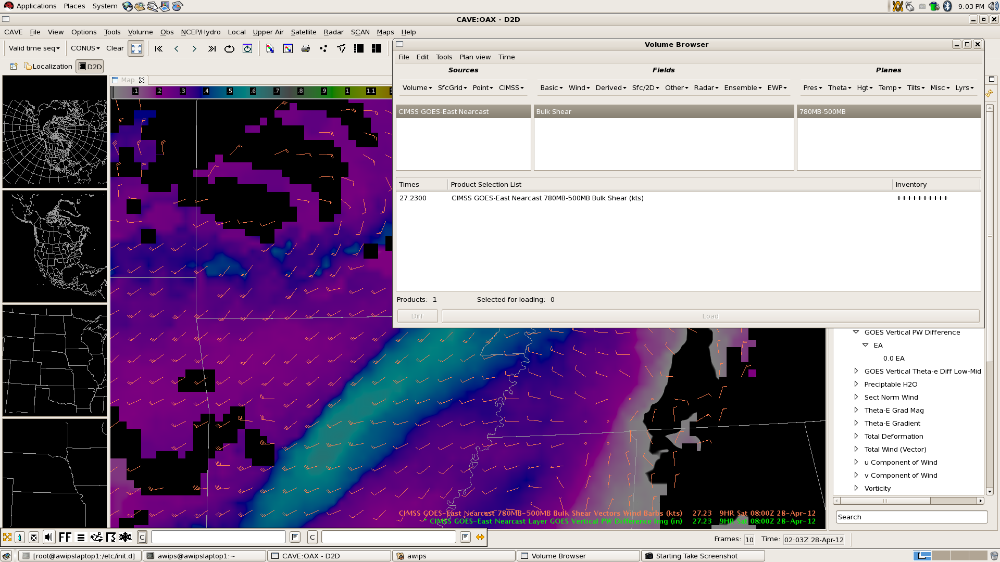 Applications Places System 9:03 PM
CAVE:OAX - D2D
CAVE File View Options Tools Volume Obs NCEP/Hydro Local Upper Air Satellite Radar SCAN Maps Help
Valid time seq CONUS Clear
Localization D2D
Map
.1 .2 .3 .4 .5 .6 .7 .8 .9 1 1.1
Volume Browser
File Edit Tools Plan view Time
Sources Fields Planes
Volume SfcGrid Point CIMSS Basic Wind Derived Sfc/2D Other Radar Ensemble EWP Pres Theta Hgt Temp Tilts Misc Lyrs
CIMSS GOES-East Nearcast Bulk Shear 780MB-500MB
Times Product Selection List Inventory
27.2300 CIMSS GOES-East Nearcast 780MB-500MB Bulk Shear (kts) ++++++++++
Products: 1 Selected for loading: 0
Diff Load
GOES Vertical PW Difference
EA
0.0 EA
GOES Vertical Theta-e Diff Low-Mid
Preciptable H2O
Sect Norm Wind
Theta-E Grad Mag
Theta-E Gradient
Total Deformation
Total Wind (Vector)
u Component of Wind
v Component of Wind
Vorticity
CIMSS GOES-East Nearcast 780MB-500MB Bulk Shear Vectors Wind Barbs (kts) 27.23 9HR Sat 08:00Z 28-Apr-12
* CIMSS GOES-East Nearcast Layer GOES Vertical PW Difference Img (in) 27.23 9HR Sat 08:00Z 28-Apr-12
Search
FF C C
Frames: 10 Time: 02:03Z 28-Apr-12
[root@awipslaptop1:/etc/init.d] awips@awipslaptop1:~ CAVE:OAX - D2D awips Volume Browser Starting Take Screenshot